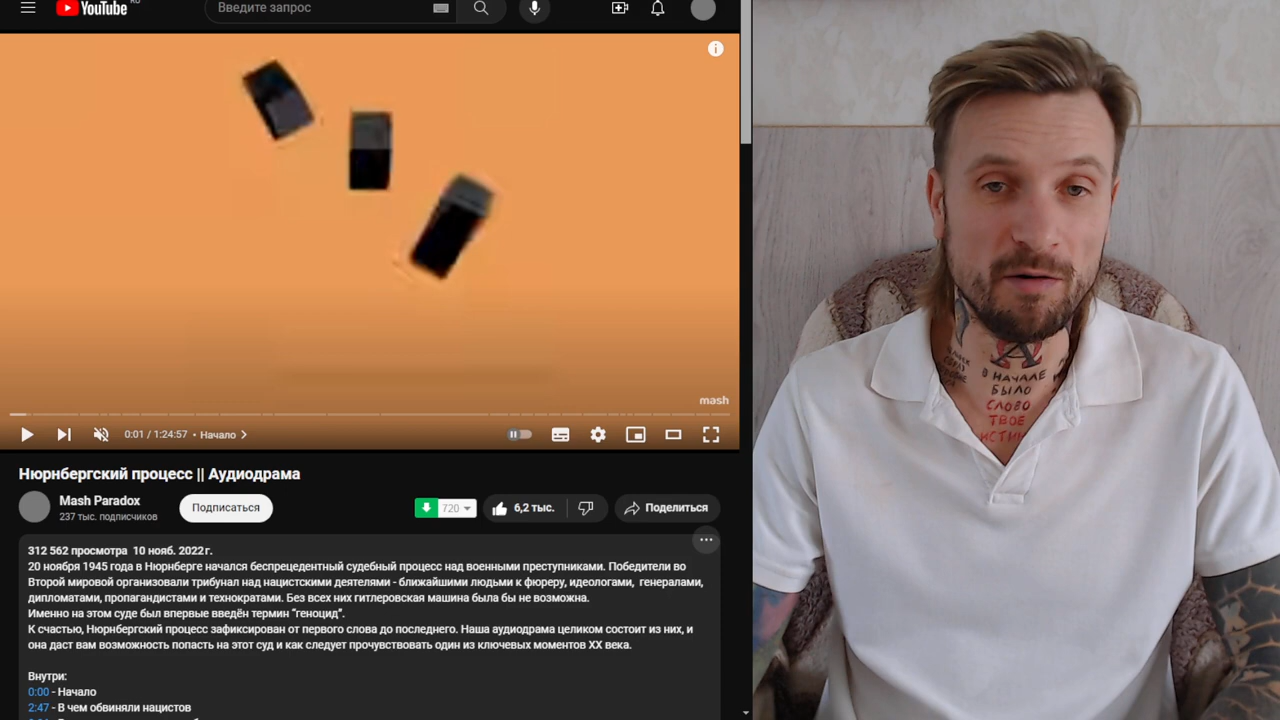 YouTube
RU
Введите запрос
mash
0:01 / 1:24:57 • Начало
Нюрнбергский процесс || Аудиодрама
Mash Paradox
237 тыс. подписчиков
Подписаться
720
6,2 тыс.
Поделиться
312 562 просмотра 10 нояб. 2022 г.
20 ноября 1945 года в Нюрнберге начался беспрецедентный судебный процесс над военными преступниками. Победители во
Второй мировой организовали трибунал над нацистскими деятелями - ближайшими людьми к фюреру, идеологами, генералами,
дипломатами, пропагандистами и технократами. Без всех них гитлеровская машина была бы не возможна.
Именно на этом суде был впервые введён термин "геноцид".
К счастью, Нюрнбергский процесс зафиксирован от первого слова до последнего. Наша аудиодрама целиком состоит из них, и
она даст вам возможность попасть на этот суд и как следует прочувствовать один из ключевых моментов XX века.
Внутри:
0:00 - Начало
2:47 - В чем обвиняли нацистов
В НАЧАЛЕ
БЫЛО
СЛОВО
ТВОЕ
ИСТИН